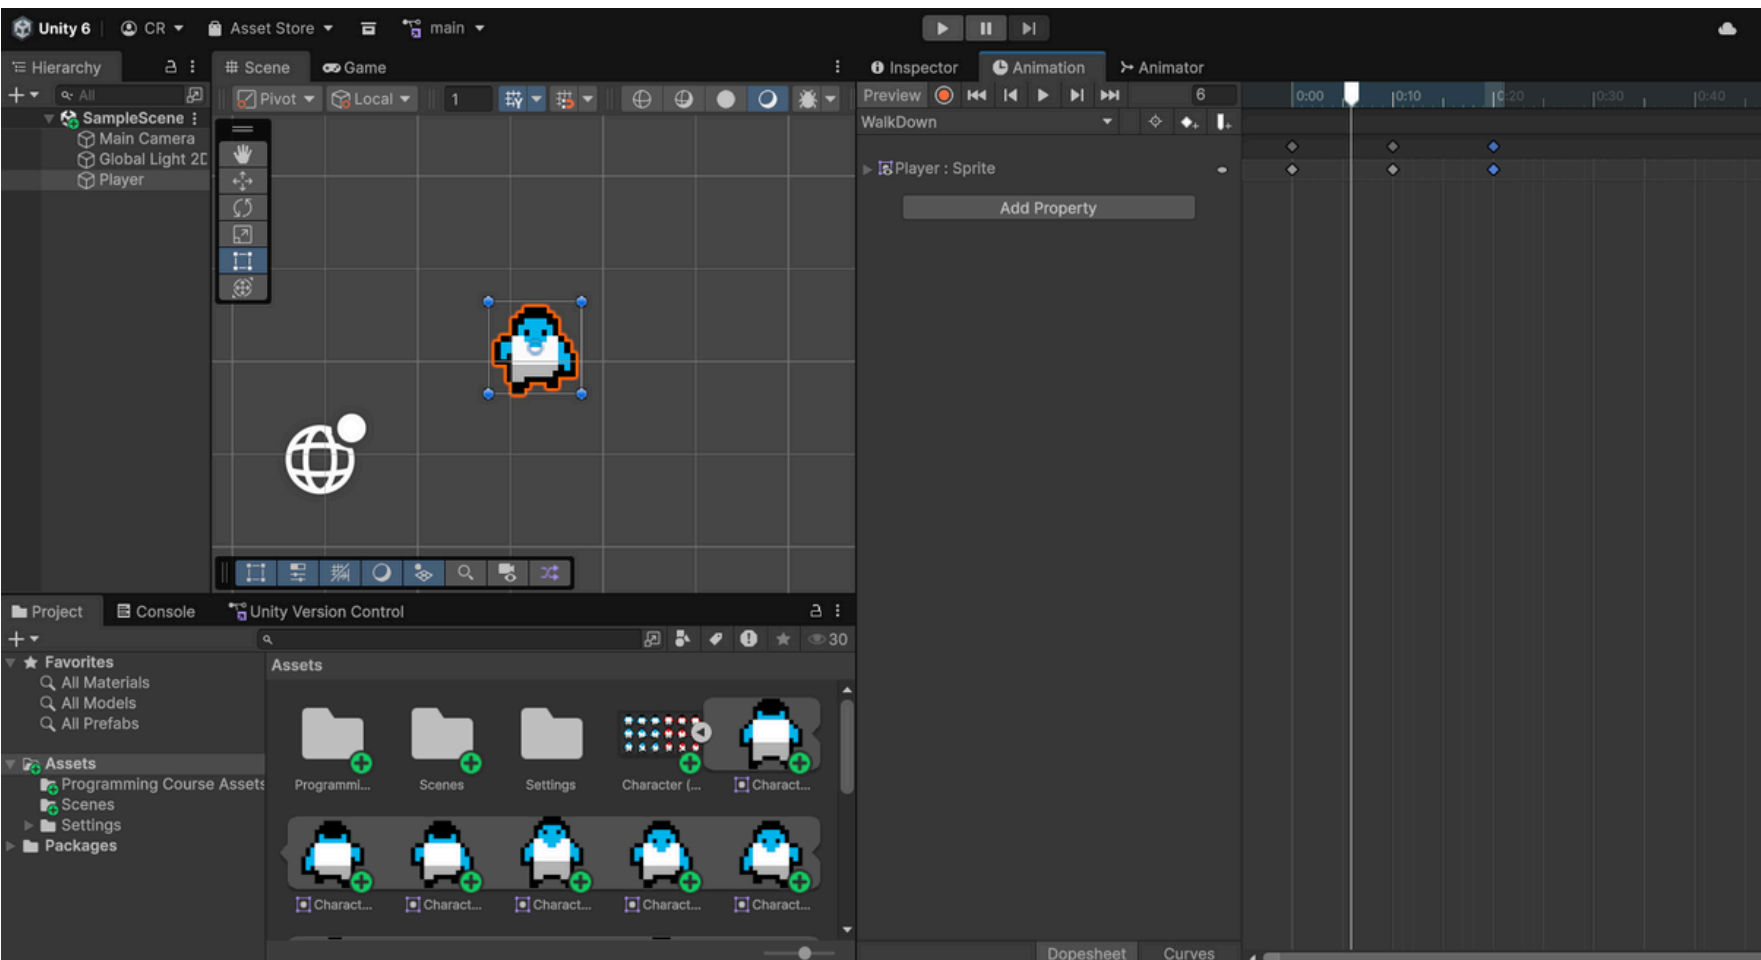 Unity 6 CR Asset Store main
Hierarchy Scene Game Inspector Animation Animator
All Pivot Local 1 Preview 6 0:00 0:10 0:20 0:30 0:40
SampleScene WalkDown
Main Camera
Global Light 2D
Player Player : Sprite
Add Property
Project Console Unity Version Control
30
Favorites Assets
All Materials
All Models
All Prefabs
Assets
Programming Course Assets Programmi... Scenes Settings Character (... Charact...
Scenes
Settings
Packages
Charact... Charact... Charact... Charact... Charact...
Dopesheet Curves